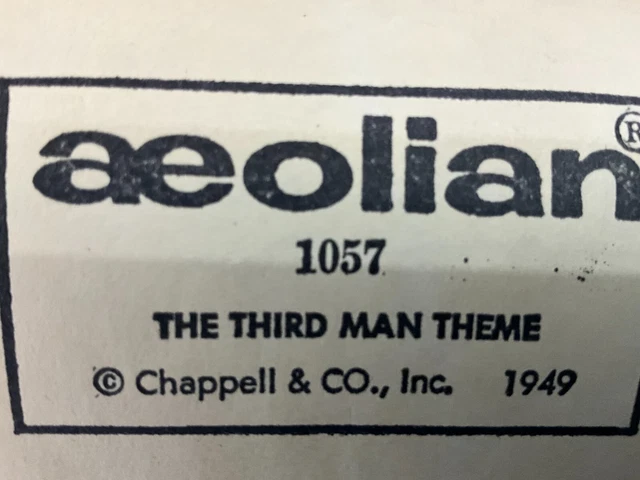 aeolian®
1057
THE THIRD MAN THEME
© Chappell & CO., Inc. 1949